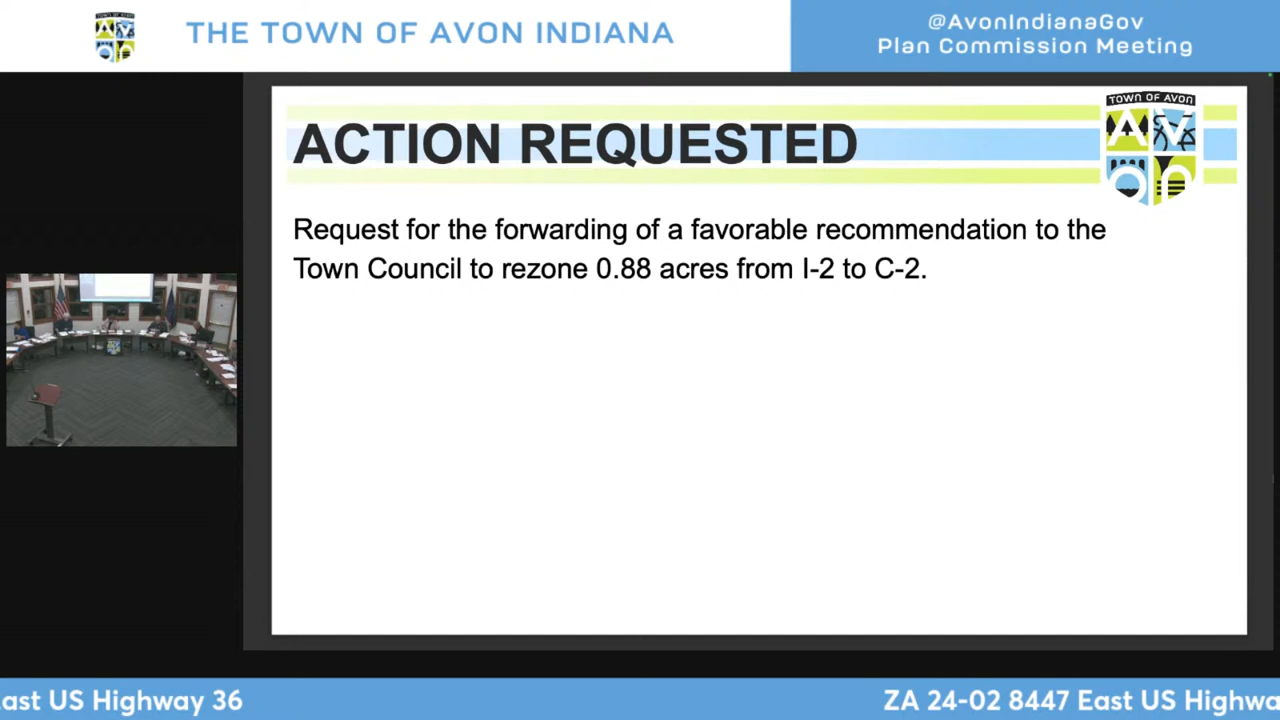 THE TOWN OF AVON INDIANA
@AvonIndianaGov
Plan Commission Meeting
TOWN OF AVON
Avon
ACTION REQUESTED
Request for the forwarding of a favorable recommendation to the
Town Council to rezone 0.88 acres from I-2 to C-2.
ast US Highway 36
ZA 24-02 8447 East US Highwa